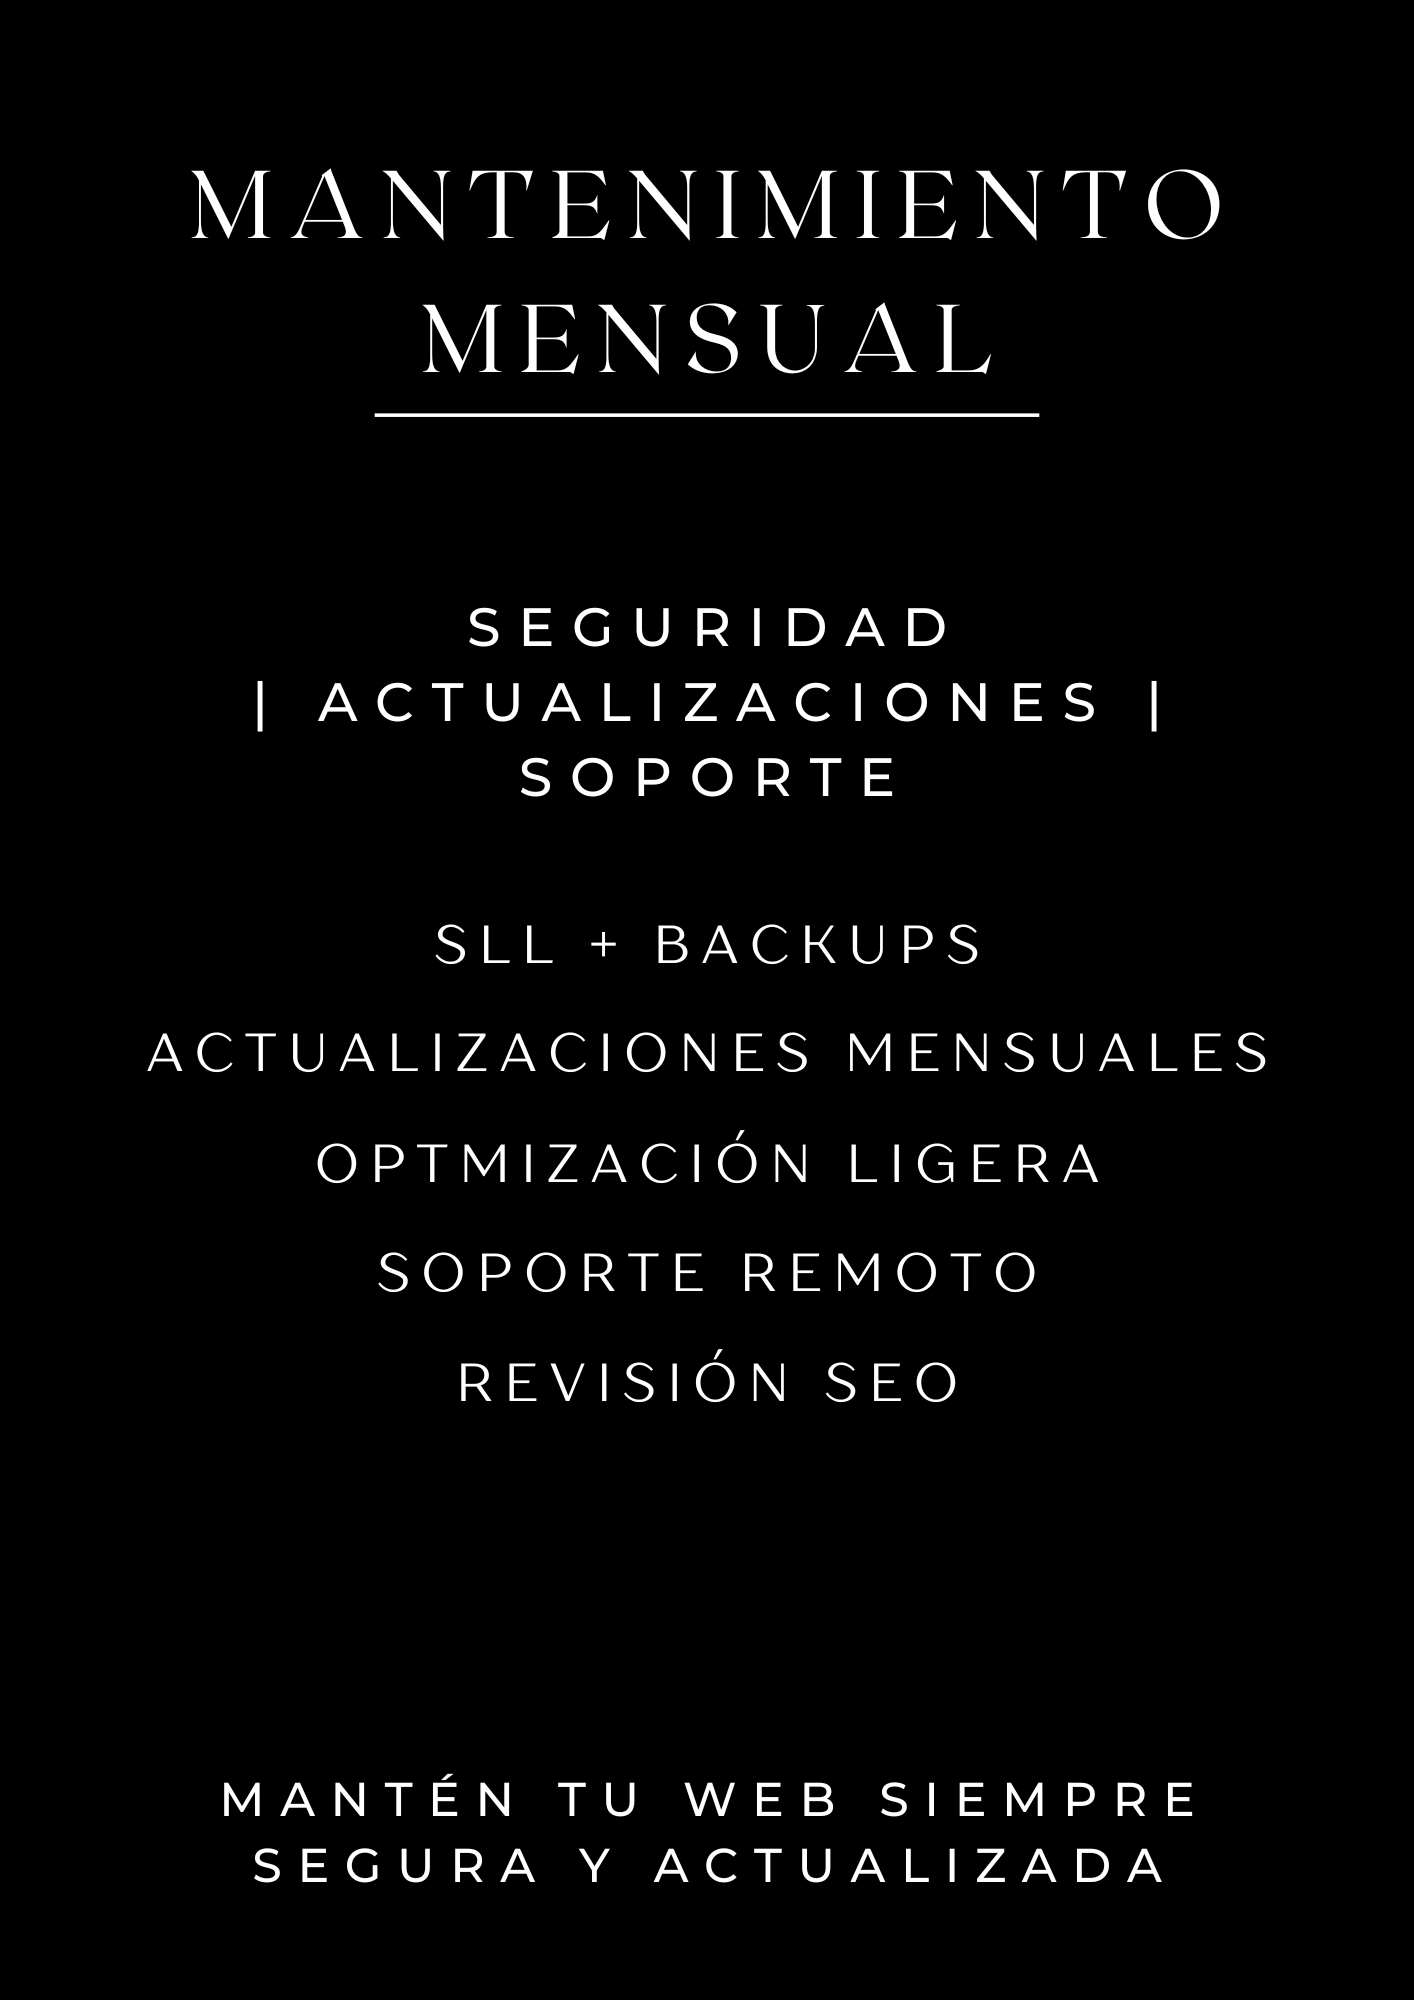 MANTENIMIENTO
MENSUAL
SEGURIDAD
| ACTUALIZACIONES |
SOPORTE
SLL + BACKUPS
ACTUALIZACIONES MENSUALES
OPTMIZACIÓN LIGERA
SOPORTE REMOTO
REVISIÓN SEO
MANTÉN TU WEB SIEMPRE
SEGURA Y ACTUALIZADA